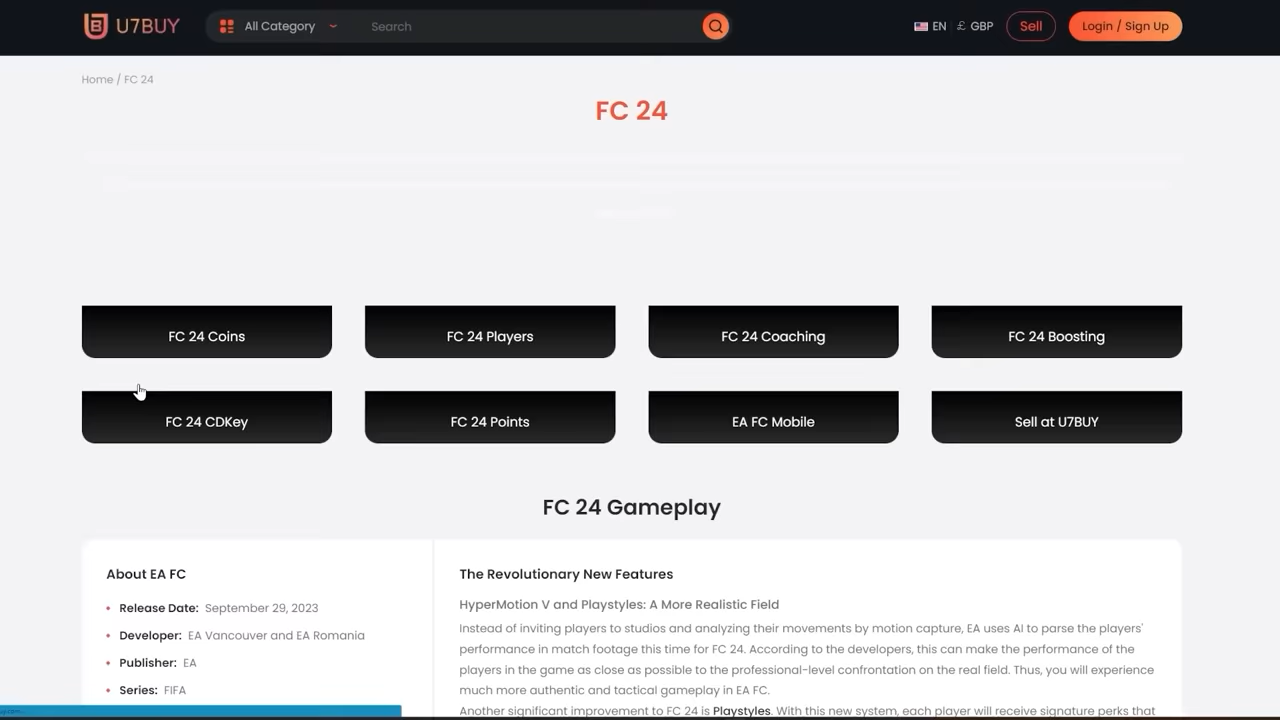 U7BUY
All Category
Search
EN
£ GBP
Sell
Login / Sign Up
Home / FC 24
FC 24
FC 24 Coins
FC 24 Players
FC 24 Coaching
FC 24 Boosting
FC 24 CDKey
FC 24 Points
EA FC Mobile
Sell at U7BUY
FC 24 Gameplay
About EA FC
• Release Date: September 29, 2023
• Developer: EA Vancouver and EA Romania
• Publisher: EA
• Series: FIFA
The Revolutionary New Features
HyperMotion V and Playstyles: A More Realistic Field
Instead of inviting players to studios and analyzing their movements by motion capture, EA uses AI to parse the players'
performance in match footage this time for FC 24. According to the developers, this can make the performance of the
players in the game as close as possible to the professional-level confrontation on the real field. Thus, you will experience
much more authentic and tactical gameplay in EA FC.
Another significant improvement to FC 24 is Playstyles. With this new system, each player will receive signature perks that